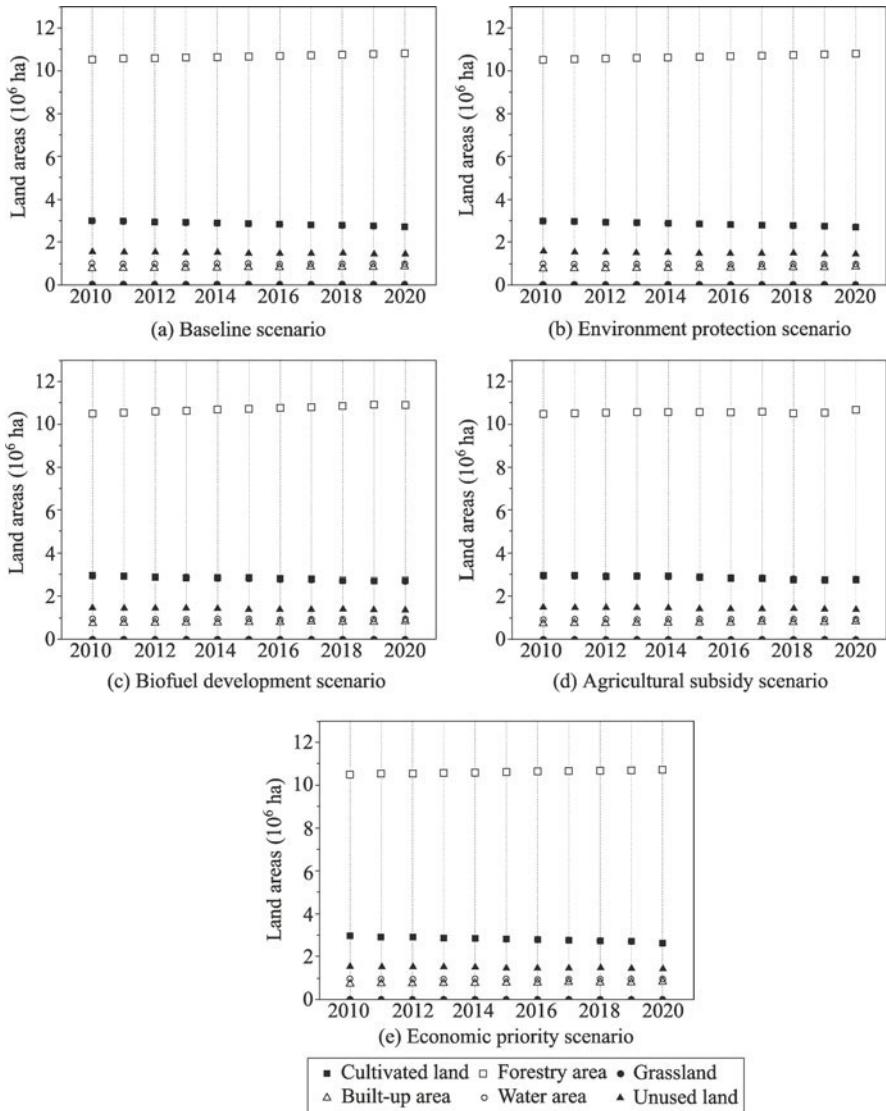 Land areas (10⁶ ha)
12
10
8
6
4
2
0
2010 2012 2014 2016 2018 2020
(a) Baseline scenario
Land areas (10⁶ ha)
12
10
8
6
4
2
0
2010 2012 2014 2016 2018 2020
(b) Environment protection scenario
Land areas (10⁶ ha)
12
10
8
6
4
2
0
2010 2012 2014 2016 2018 2020
(c) Biofuel development scenario
Land areas (10⁶ ha)
12
10
8
6
4
2
0
2010 2012 2014 2016 2018 2020
(d) Agricultural subsidy scenario
Land areas (10⁶ ha)
12
10
8
6
4
2
0
2010 2012 2014 2016 2018 2020
(e) Economic priority scenario
Cultivated land Forestry area Grassland
Built-up area Water area Unused land